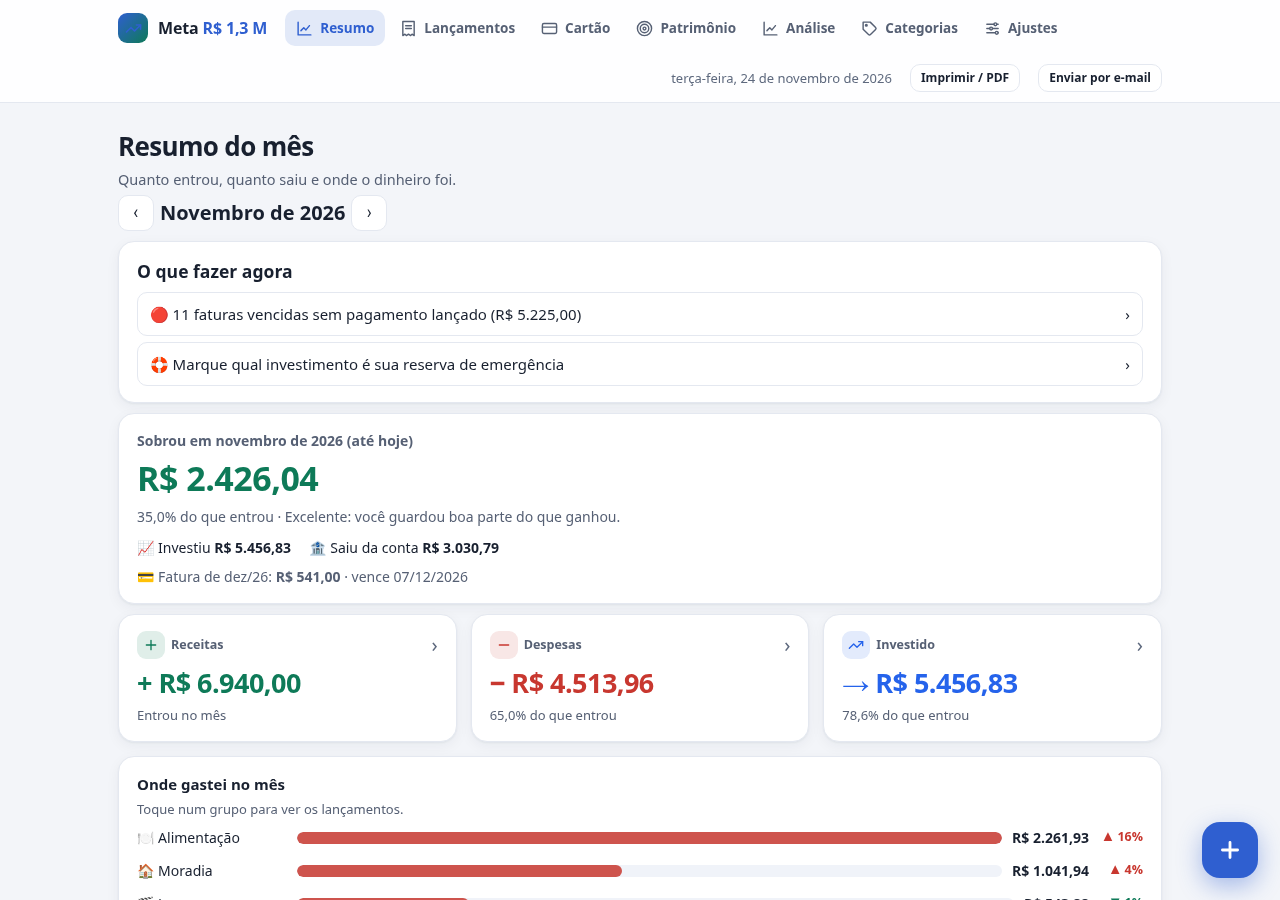 Meta R$ 1,3 M
Resumo
Lançamentos
Cartão
Patrimônio
Análise
Categorias
Ajustes
terça-feira, 24 de novembro de 2026
Imprimir / PDF
Enviar por e-mail
Resumo do mês
Quanto entrou, quanto saiu e onde o dinheiro foi.
‹ Novembro de 2026 ›
O que fazer agora
🔴 11 faturas vencidas sem pagamento lançado (R$ 5.225,00) ›
🛟 Marque qual investimento é sua reserva de emergência ›
Sobrou em novembro de 2026 (até hoje)
R$ 2.426,04
35,0% do que entrou · Excelente: você guardou boa parte do que ganhou.
📈 Investiu R$ 5.456,83 🏦 Saiu da conta R$ 3.030,79
💳 Fatura de dez/26: R$ 541,00 · vence 07/12/2026
Receitas ›
+ R$ 6.940,00
Entrou no mês
Despesas ›
− R$ 4.513,96
65,0% do que entrou
Investido ›
→ R$ 5.456,83
78,6% do que entrou
Onde gastei no mês
Toque num grupo para ver os lançamentos.
🍽️ Alimentação R$ 2.261,93 ▲ 16%
🏠 Moradia R$ 1.041,94 ▲ 4%